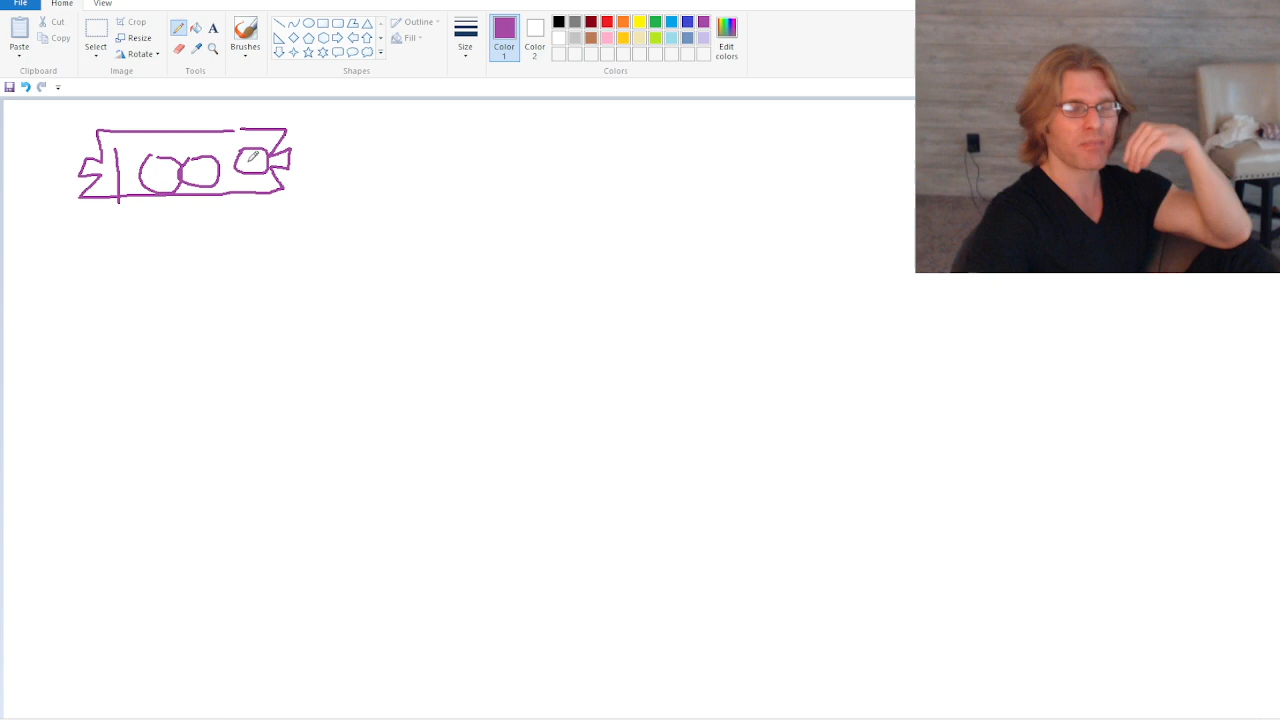 File Home View
Paste Cut Copy Select Crop Resize Rotate Brushes Outline Fill Size Color 1 Color 2 Edit colors
Clipboard Image Tools Shapes Colors